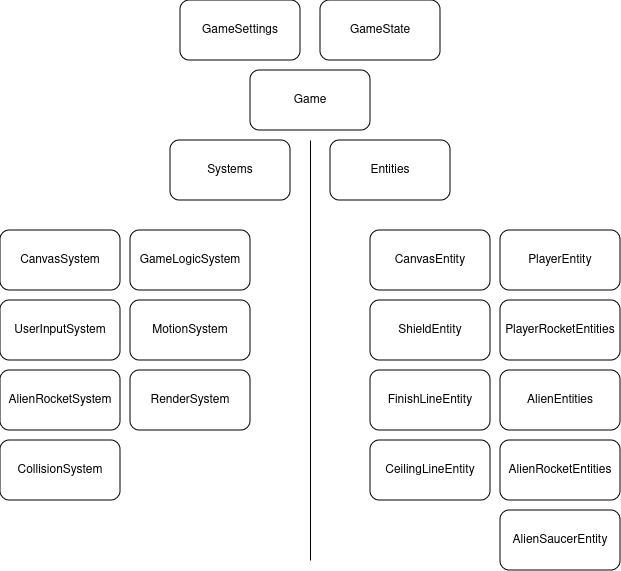 GameSettings
GameState
Game
Systems
Entities
CanvasSystem
GameLogicSystem
CanvasEntity
PlayerEntity
UserInputSystem
MotionSystem
ShieldEntity
PlayerRocketEntities
AlienRocketSystem
RenderSystem
FinishLineEntity
AlienEntities
CollisionSystem
CeilingLineEntity
AlienRocketEntities
AlienSaucerEntity